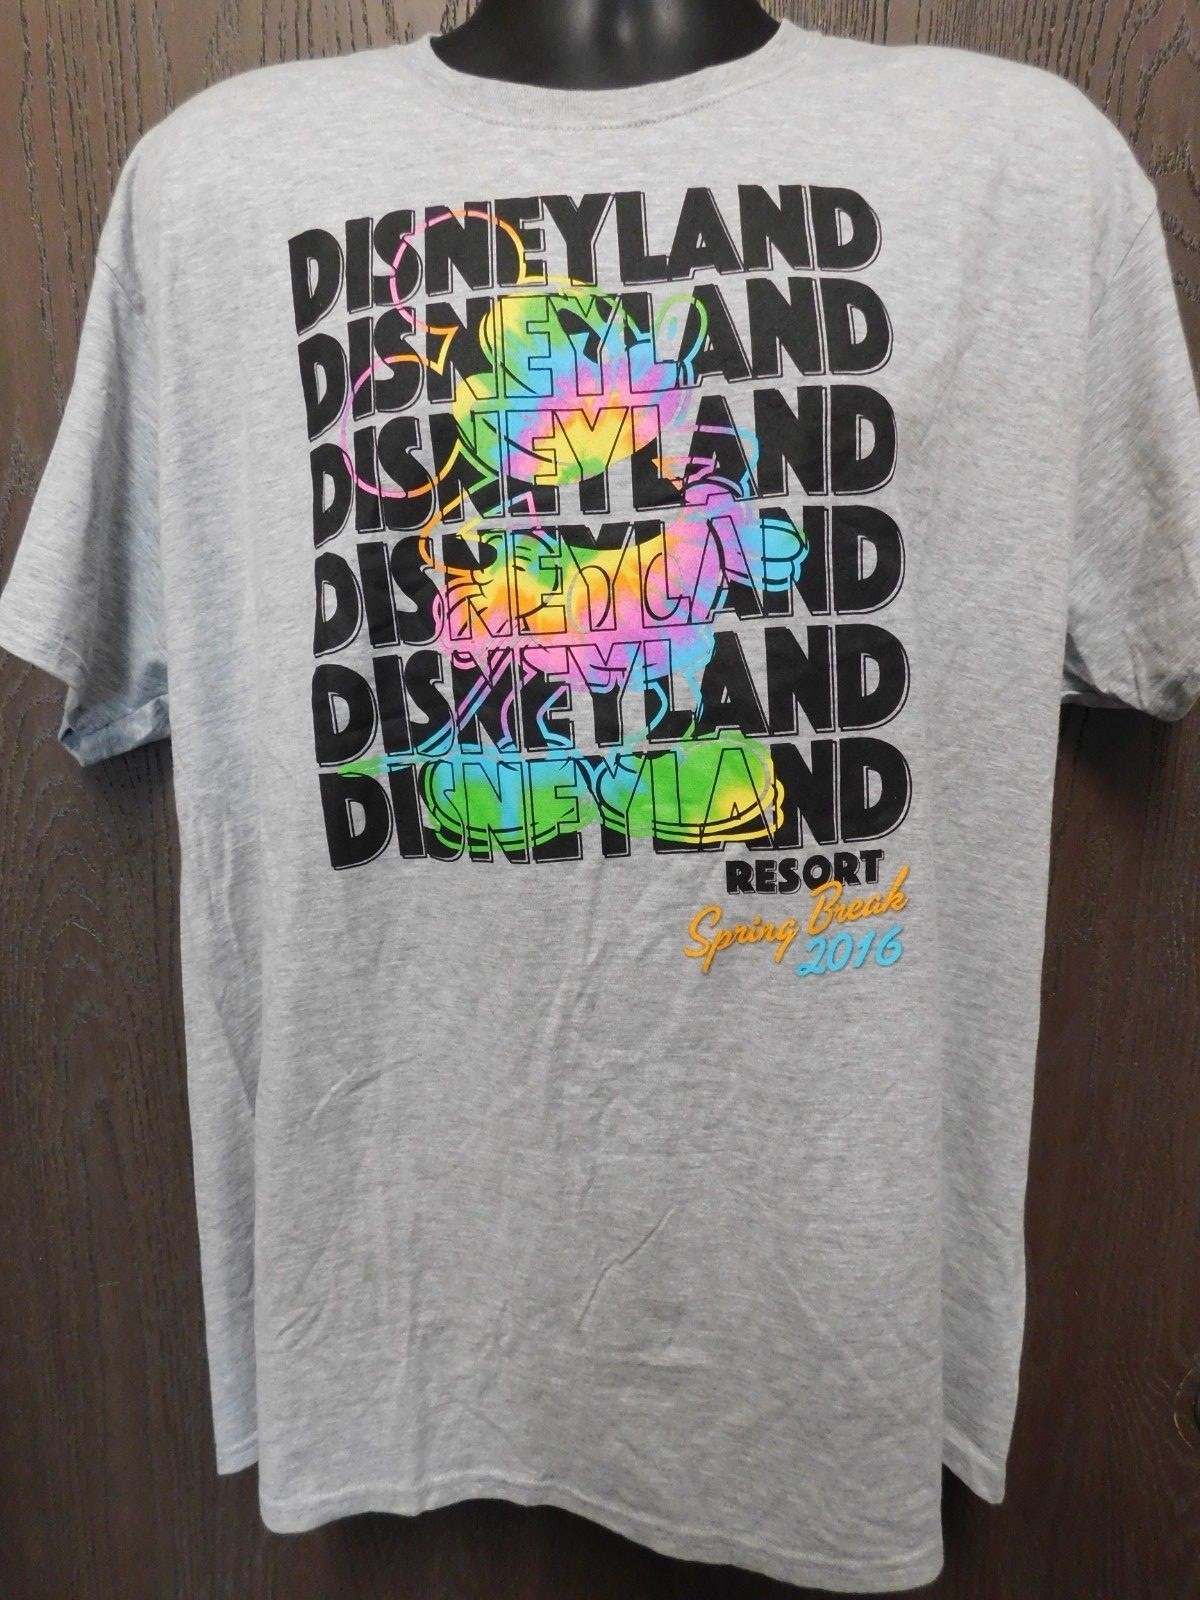 DISNEYLAND
DISNEYLAND
DISNEYLAND
DISNEYLAND
DISNEYLAND
DISNEYLAND
RESORT
Spring Break
2016